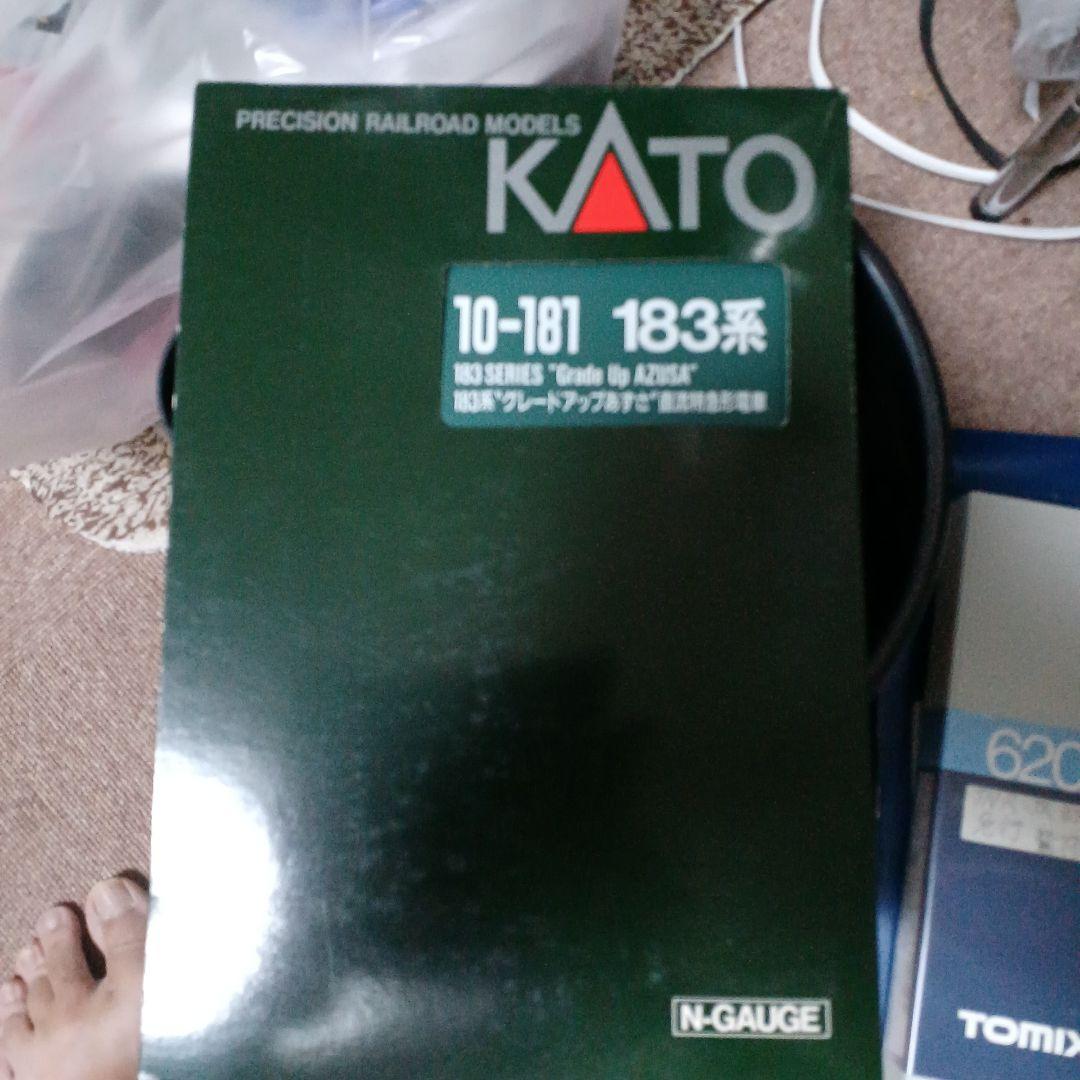 PRECISION RAILROAD MODELS
KATO
10-181 183系
183 SERIES "Grade Up AZUSA"
183系"グレードアップあずさ"直流特急形電車
N-GAUGE
620
TOMIX